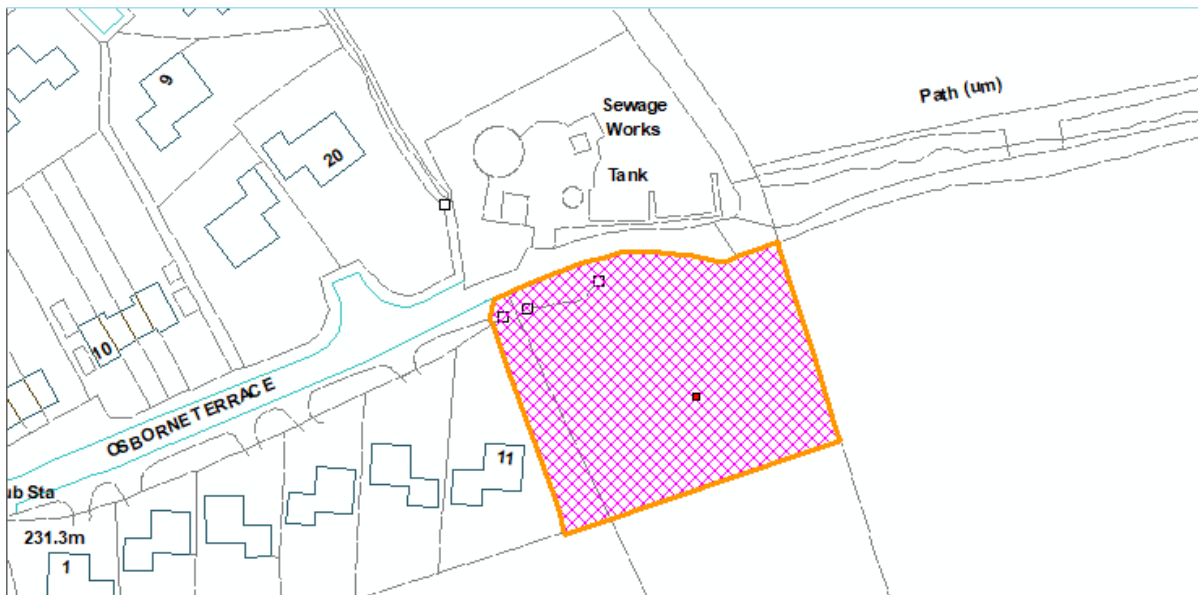 9
Path (um)
Sewage
Works
20
Tank
10
OSBORNE TERRACE
11
ub Sta
231.3m
1